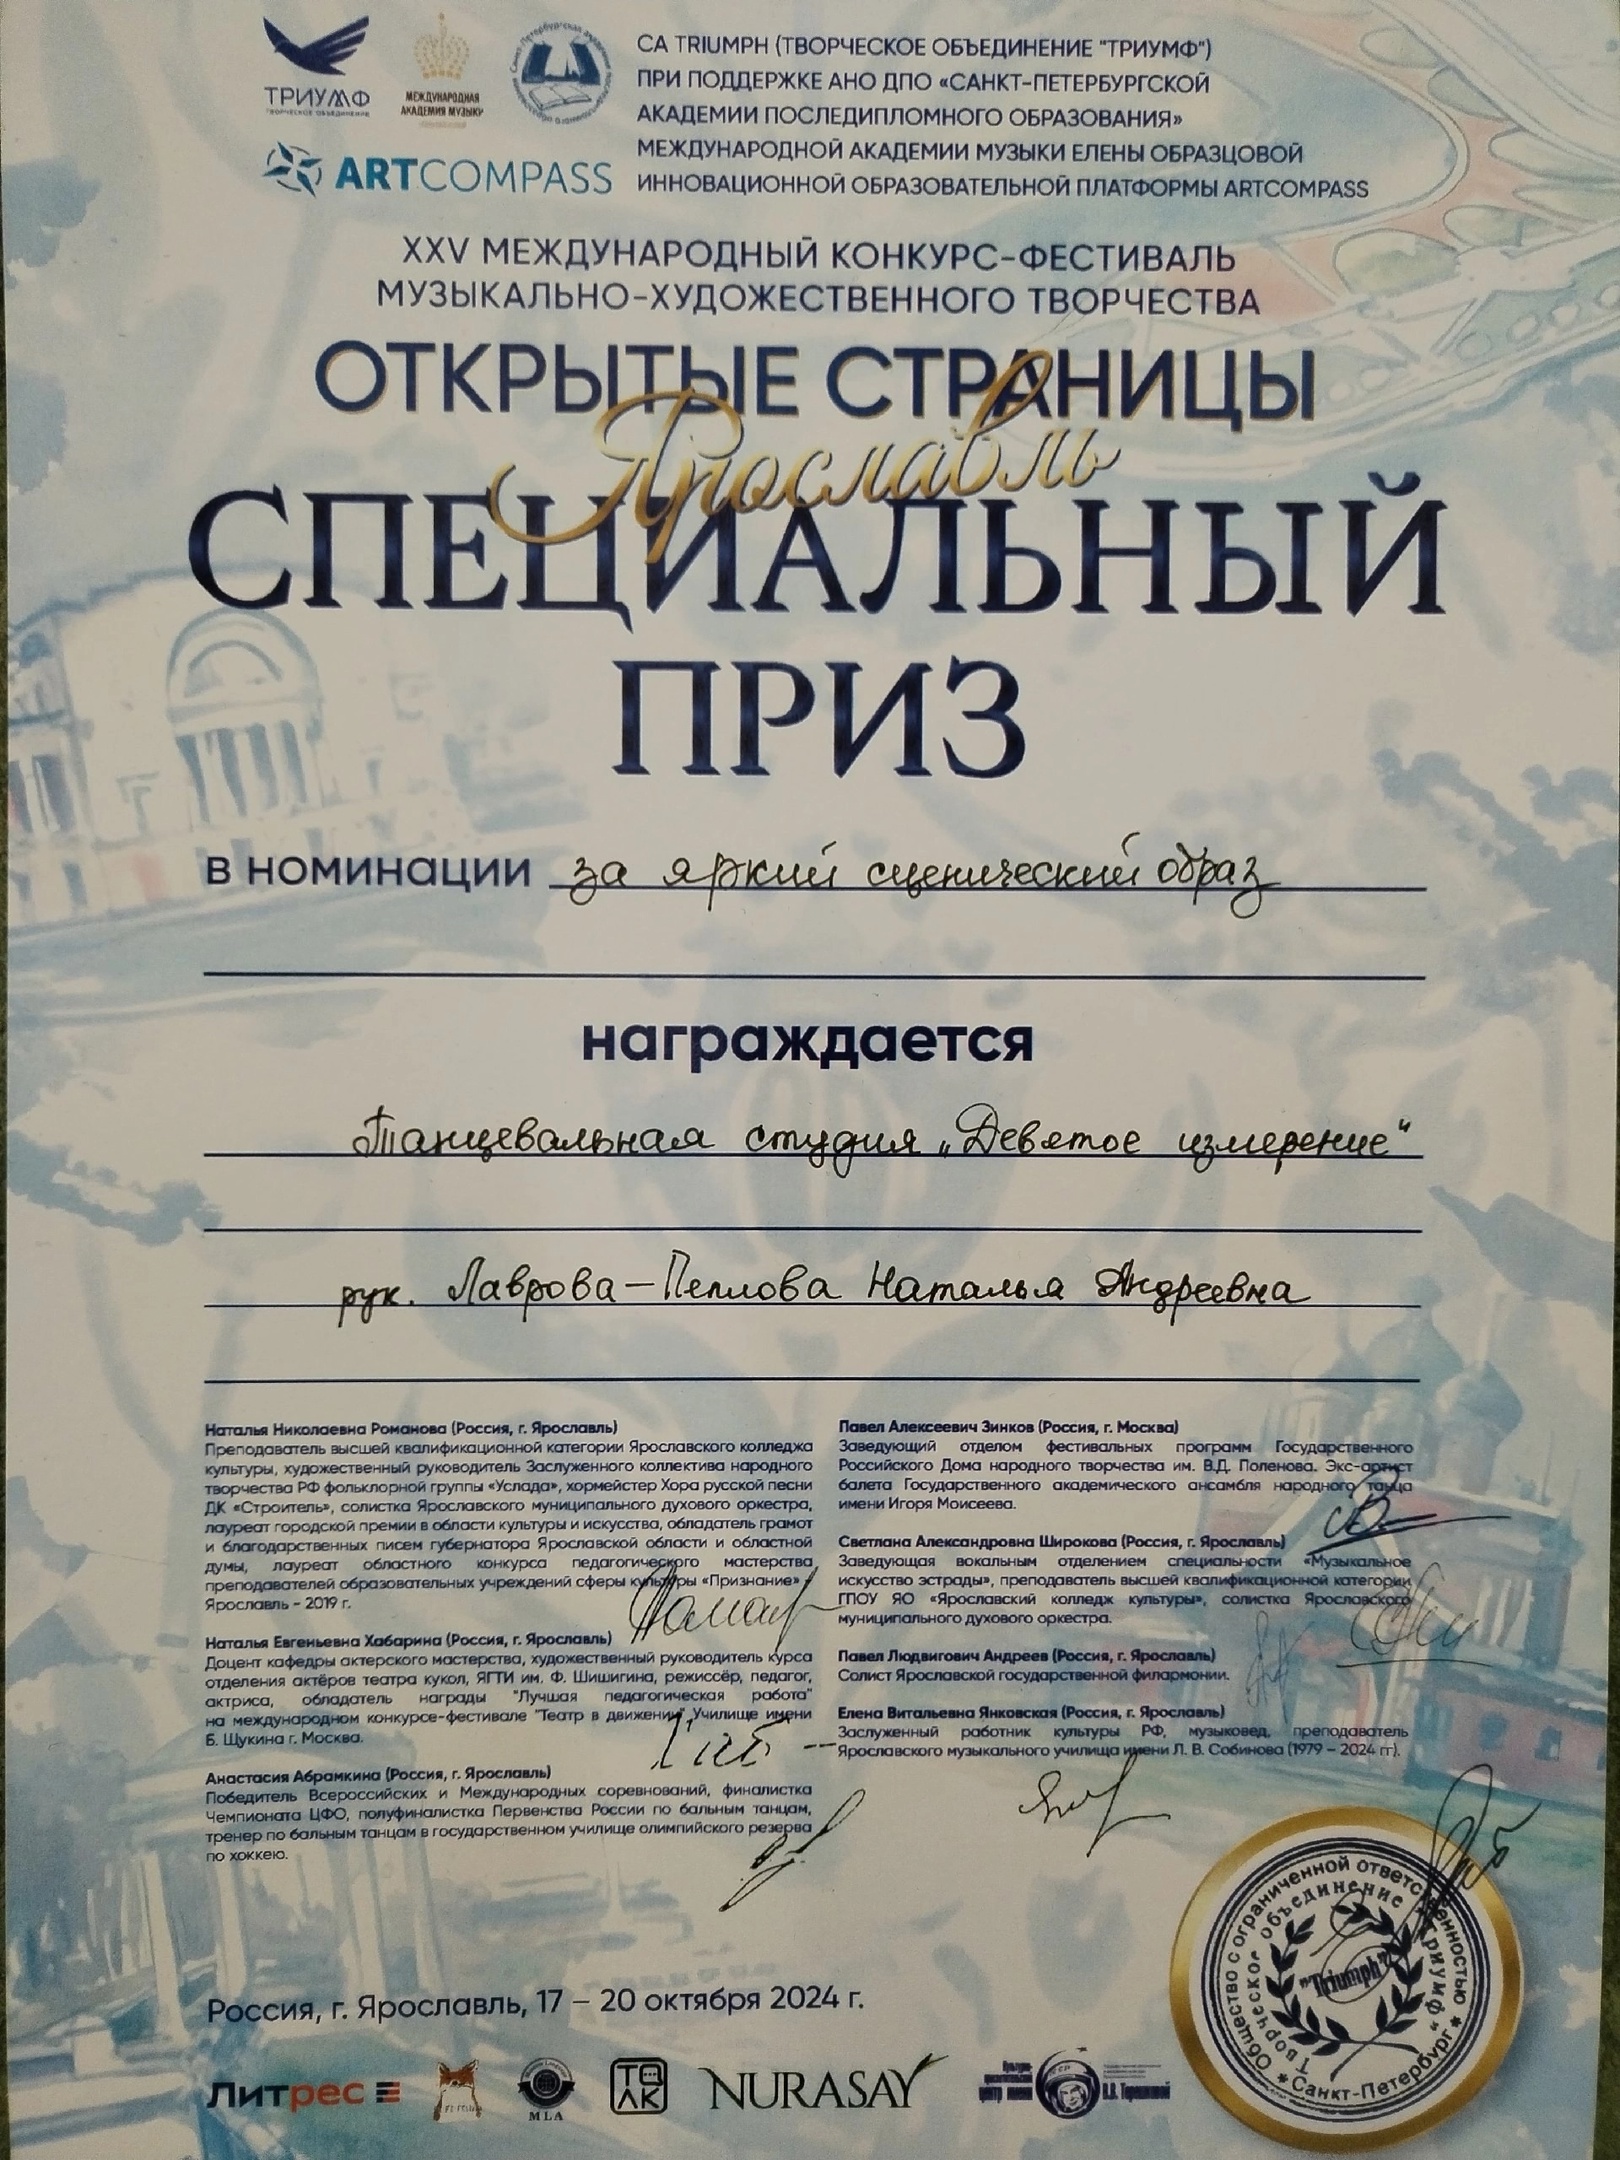 ТРИУМФ
ТВОРЧЕСКОЕ ОБЪЕДИНЕНИЕ
МЕЖДУНАРОДНАЯ
АКАДЕМИЯ МУЗЫКИ
ARTCOMPASS
CA TRIUMPH (ТВОРЧЕСКОЕ ОБЪЕДИНЕНИЕ "ТРИУМФ")
ПРИ ПОДДЕРЖКЕ АНО ДПО «САНКТ-ПЕТЕРБУРГСКОЙ
АКАДЕМИИ ПОСЛЕДИПЛОМНОГО ОБРАЗОВАНИЯ»
МЕЖДУНАРОДНОЙ АКАДЕМИИ МУЗЫКИ ЕЛЕНЫ ОБРАЗЦОВОЙ
ИННОВАЦИОННОЙ ОБРАЗОВАТЕЛЬНОЙ ПЛАТФОРМЫ ARTCOMPASS
XXV МЕЖДУНАРОДНЫЙ КОНКУРС-ФЕСТИВАЛЬ
МУЗЫКАЛЬНО-ХУДОЖЕСТВЕННОГО ТВОРЧЕСТВА
ОТКРЫТЫЕ СТРАНИЦЫ
Ярославль
СПЕЦИАЛЬНЫЙ
ПРИЗ
в номинации за яркий сценический образ
награждается
Танцевальная студия „Девятое измерение“
рук. Лаврова-Пеплова Наталья Андреевна
Наталья Николаевна Романова (Россия, г. Ярославль)
Преподаватель высшей квалификационной категории Ярославского колледжа
культуры, художественный руководитель Заслуженного коллектива народного
творчества РФ фольклорной группы «Услада», хормейстер Хора русской песни
ДК «Строитель», солистка Ярославского муниципального духового оркестра,
лауреат городской премии в области культуры и искусства, обладатель грамот
и благодарственных писем губернатора Ярославской области и областной
думы, лауреат областного конкурса педагогического мастерства
преподавателей образовательных учреждений сферы культуры «Признание» -
Ярославль - 2019 г.
Наталья Евгеньевна Хабарина (Россия, г. Ярославль)
Доцент кафедры актерского мастерства, художественный руководитель курса
отделения актёров театра кукол, ЯГТИ им. Ф. Шишигина, режиссёр, педагог,
актриса, обладатель награды "Лучшая педагогическая работа"
на международном конкурсе-фестивале "Театр в движении" Училище имени
Б. Щукина г. Москва.
Анастасия Абрамкина (Россия, г. Ярославль)
Победитель Всероссийских и Международных соревнований, финалистка
Чемпионата ЦФО, полуфиналистка Первенства России по бальным танцам,
тренер по бальным танцам в государственном училище олимпийского резерва
по хоккею.
Павел Алексеевич Зинков (Россия, г. Москва)
Заведующий отделом фестивальных программ Государственного
Российского Дома народного творчества им. В.Д. Поленова. Экс-артист
балета Государственного академического ансамбля народного танца
имени Игоря Моисеева.
Светлана Александровна Широкова (Россия, г. Ярославль)
Заведующая вокальным отделением специальности «Музыкальное
искусство эстрады», преподаватель высшей квалификационной категории
ГПОУ ЯО «Ярославский колледж культуры», солистка Ярославского
муниципального духового оркестра.
Павел Людвигович Андреев (Россия, г. Ярославль)
Солист Ярославской государственной филармонии.
Елена Витальевна Янковская (Россия, г. Ярославль)
Заслуженный работник культуры РФ, музыковед, преподаватель
Ярославского музыкального училища имени Л. В. Собинова (1979 – 2024 гг).
Россия, г. Ярославль, 17 – 20 октября 2024 г.
Общество с ограниченной ответственностью
Творческое объединение "Триумф"
"Triumph"
* Санкт-Петербург *
Литрес
MLA
ТОЛК
NURASAY